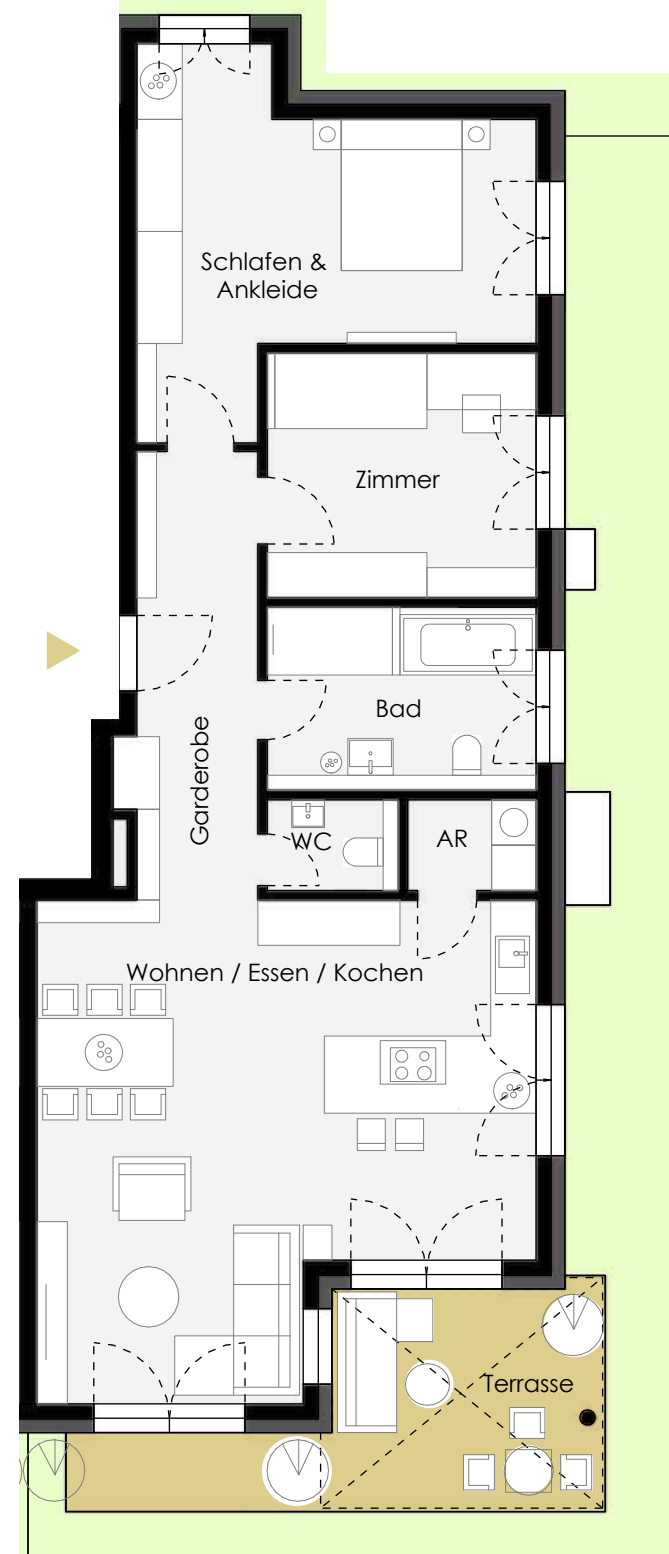 Schlafen &
Ankleide
Zimmer
Bad
Garderobe
WC
AR
Wohnen / Essen / Kochen
Terrasse